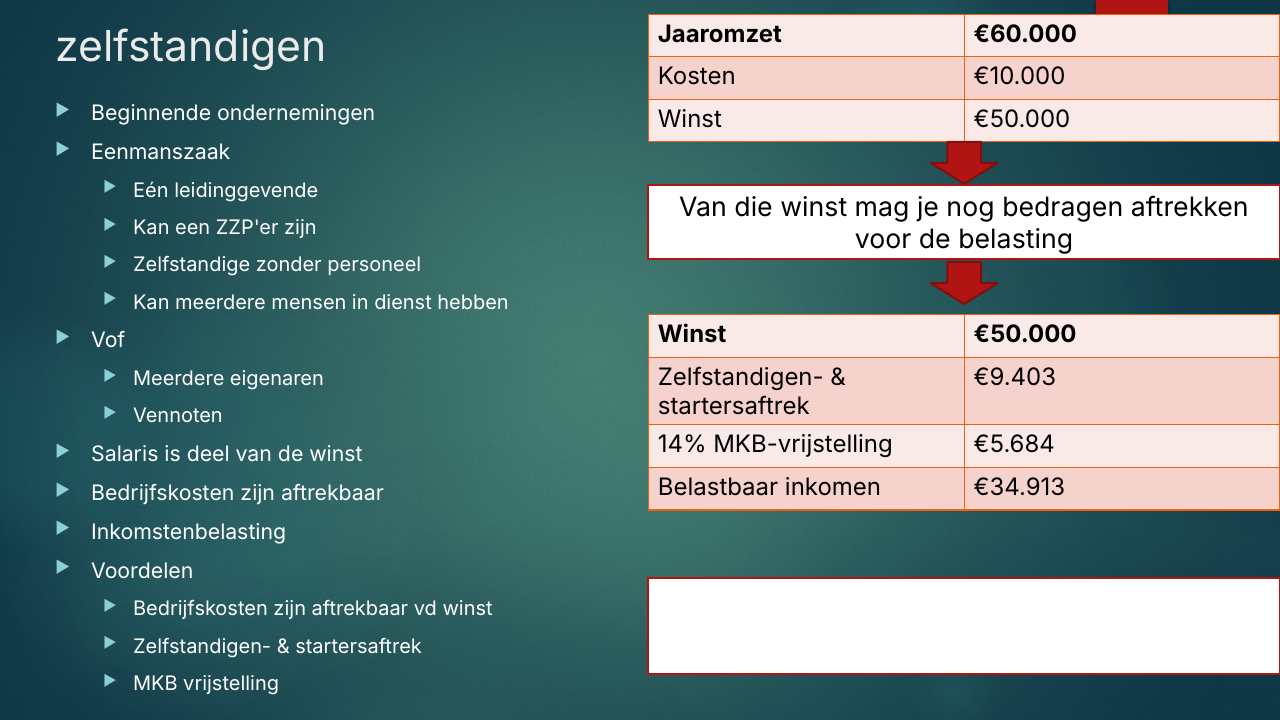 zelfstandigen
Beginnende ondernemingen
Eenmanszaak
Eén leidinggevende
Kan een ZZP'er zijn
Zelfstandige zonder personeel
Kan meerdere mensen in dienst hebben
Vof
Meerdere eigenaren
Vennoten
Salaris is deel van de winst
Bedrijfskosten zijn aftrekbaar
Inkomstenbelasting
Voordelen
Bedrijfskosten zijn aftrekbaar vd winst
Zelfstandigen- & startersaftrek
MKB vrijstelling
Jaaromzet €60.000
Kosten €10.000
Winst €50.000
Van die winst mag je nog bedragen aftrekken
voor de belasting
Winst €50.000
Zelfstandigen- & €9.403
startersaftrek
14% MKB-vrijstelling €5.684
Belastbaar inkomen €34.913